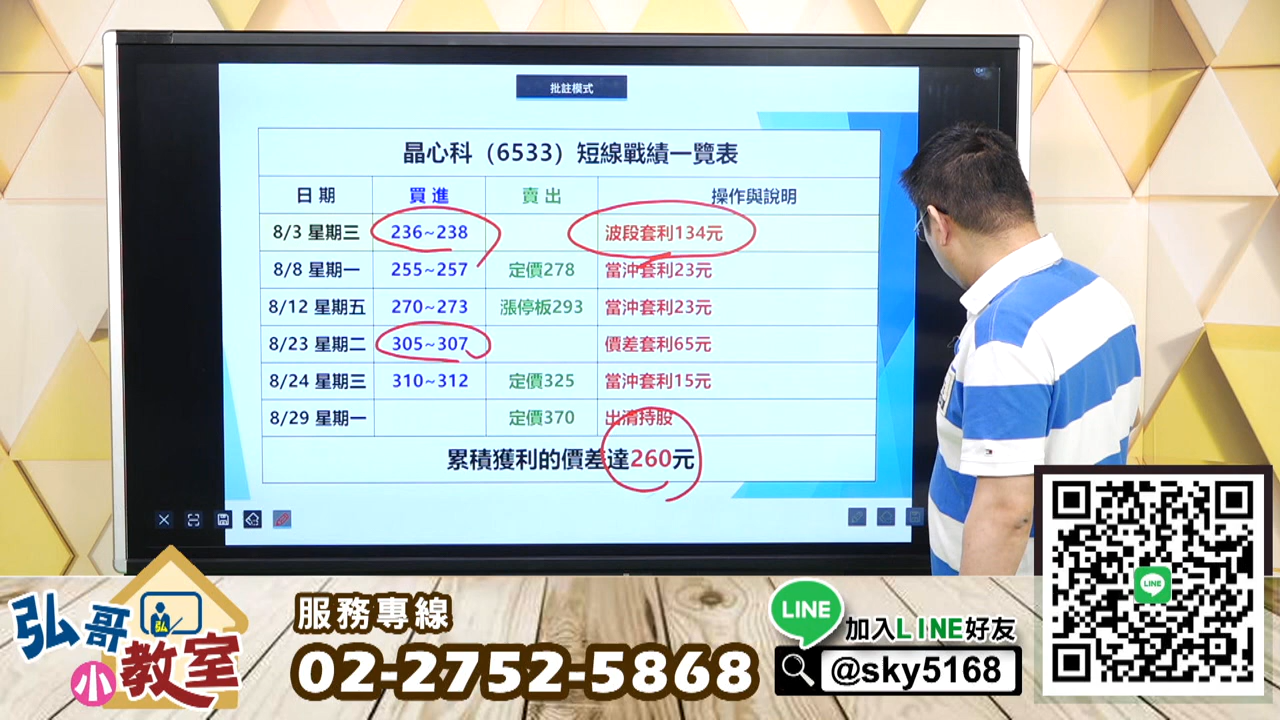 批註模式
晶心科（6533）短線戰績一覽表
日期 買進 賣出 操作與說明
8/3 星期三 236~238 波段套利134元
8/8 星期一 255~257 定價278 當沖套利23元
8/12 星期五 270~273 漲停板293 當沖套利23元
8/23 星期二 305~307 價差套利65元
8/24 星期三 310~312 定價325 當沖套利15元
8/29 星期一 定價370 出清持股
累積獲利的價差達260元
弘哥
小教室
弘
服務專線
02-2752-5868
LINE
加入LINE好友
@sky5168
LINE